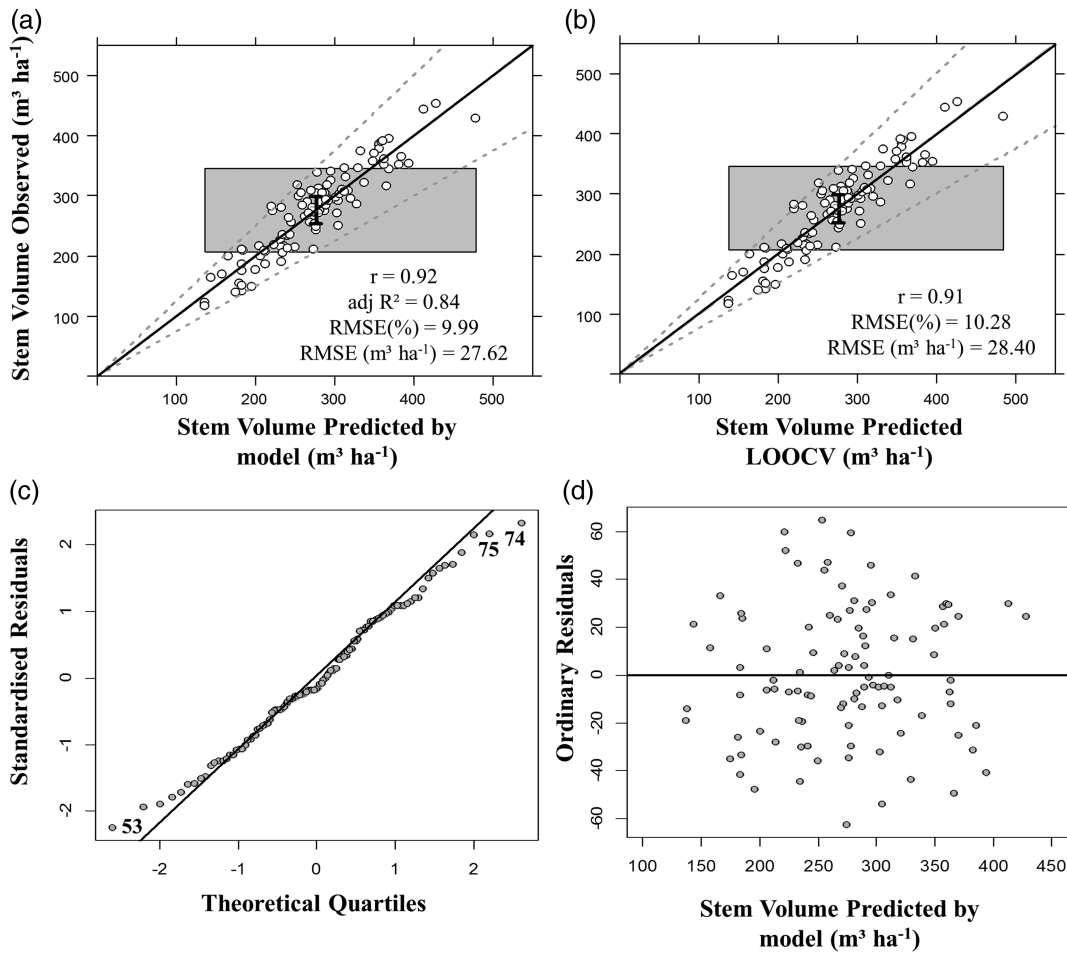 (a)
Stem Volume Observed (m³ ha⁻¹)
500
400
300
200
100
r = 0.92
adj R² = 0.84
RMSE(%) = 9.99
RMSE (m³ ha⁻¹) = 27.62
100 200 300 400 500
Stem Volume Predicted by
model (m³ ha⁻¹)
(b)
500
400
300
200
100
r = 0.91
RMSE(%) = 10.28
RMSE (m³ ha⁻¹) = 28.40
100 200 300 400 500
Stem Volume Predicted
LOOCV (m³ ha⁻¹)
(c)
Standardised Residuals
2
1
0
-1
-2
75 74
53
-2 -1 0 1 2
Theoretical Quartiles
(d)
Ordinary Residuals
60
40
20
0
-20
-40
-60
100 150 200 250 300 350 400 450
Stem Volume Predicted by
model (m³ ha⁻¹)